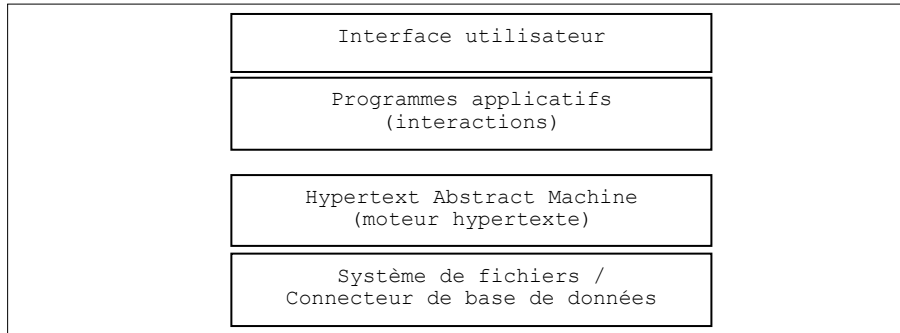 Interface utilisateur
Programmes applicatifs
(interactions)
Hypertext Abstract Machine
(moteur hypertexte)
Système de fichiers /
Connecteur de base de données